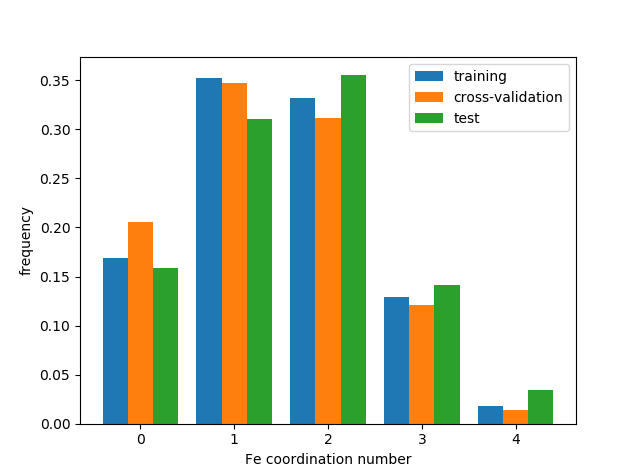 training
cross-validation
test
0.35
0.30
0.25
0.20
0.15
0.10
0.05
0.00
frequency
0 1 2 3 4
Fe coordination number